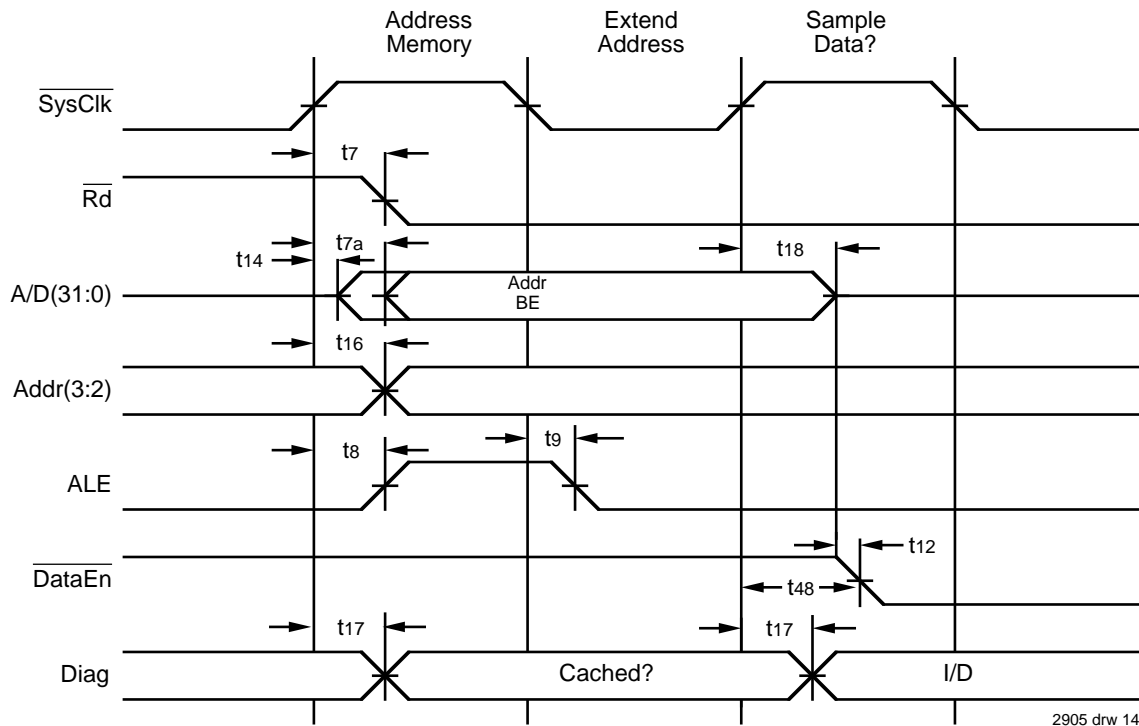 Address Memory
Extend Address
Sample Data?
SysClk
t7
Rd
t7a
t14
t18
A/D(31:0)
Addr
BE
t16
Addr(3:2)
t8
t9
ALE
t12
DataEn
t48
t17
t17
Diag
Cached?
I/D
2905 drw 14